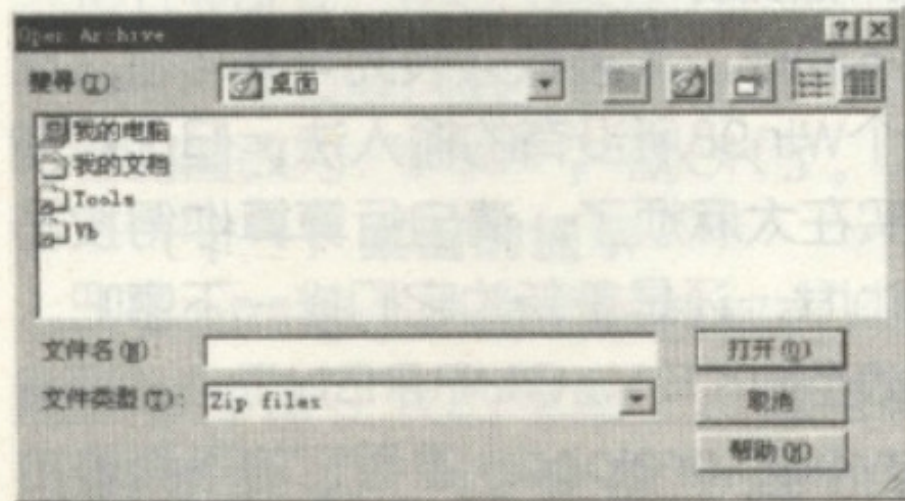 Open Archive
搜寻(I): 桌面
我的电脑
我的文档
Tools
Vb
文件名(N):
打开(O)
文件类型(T): Zip files
取消
帮助(H)